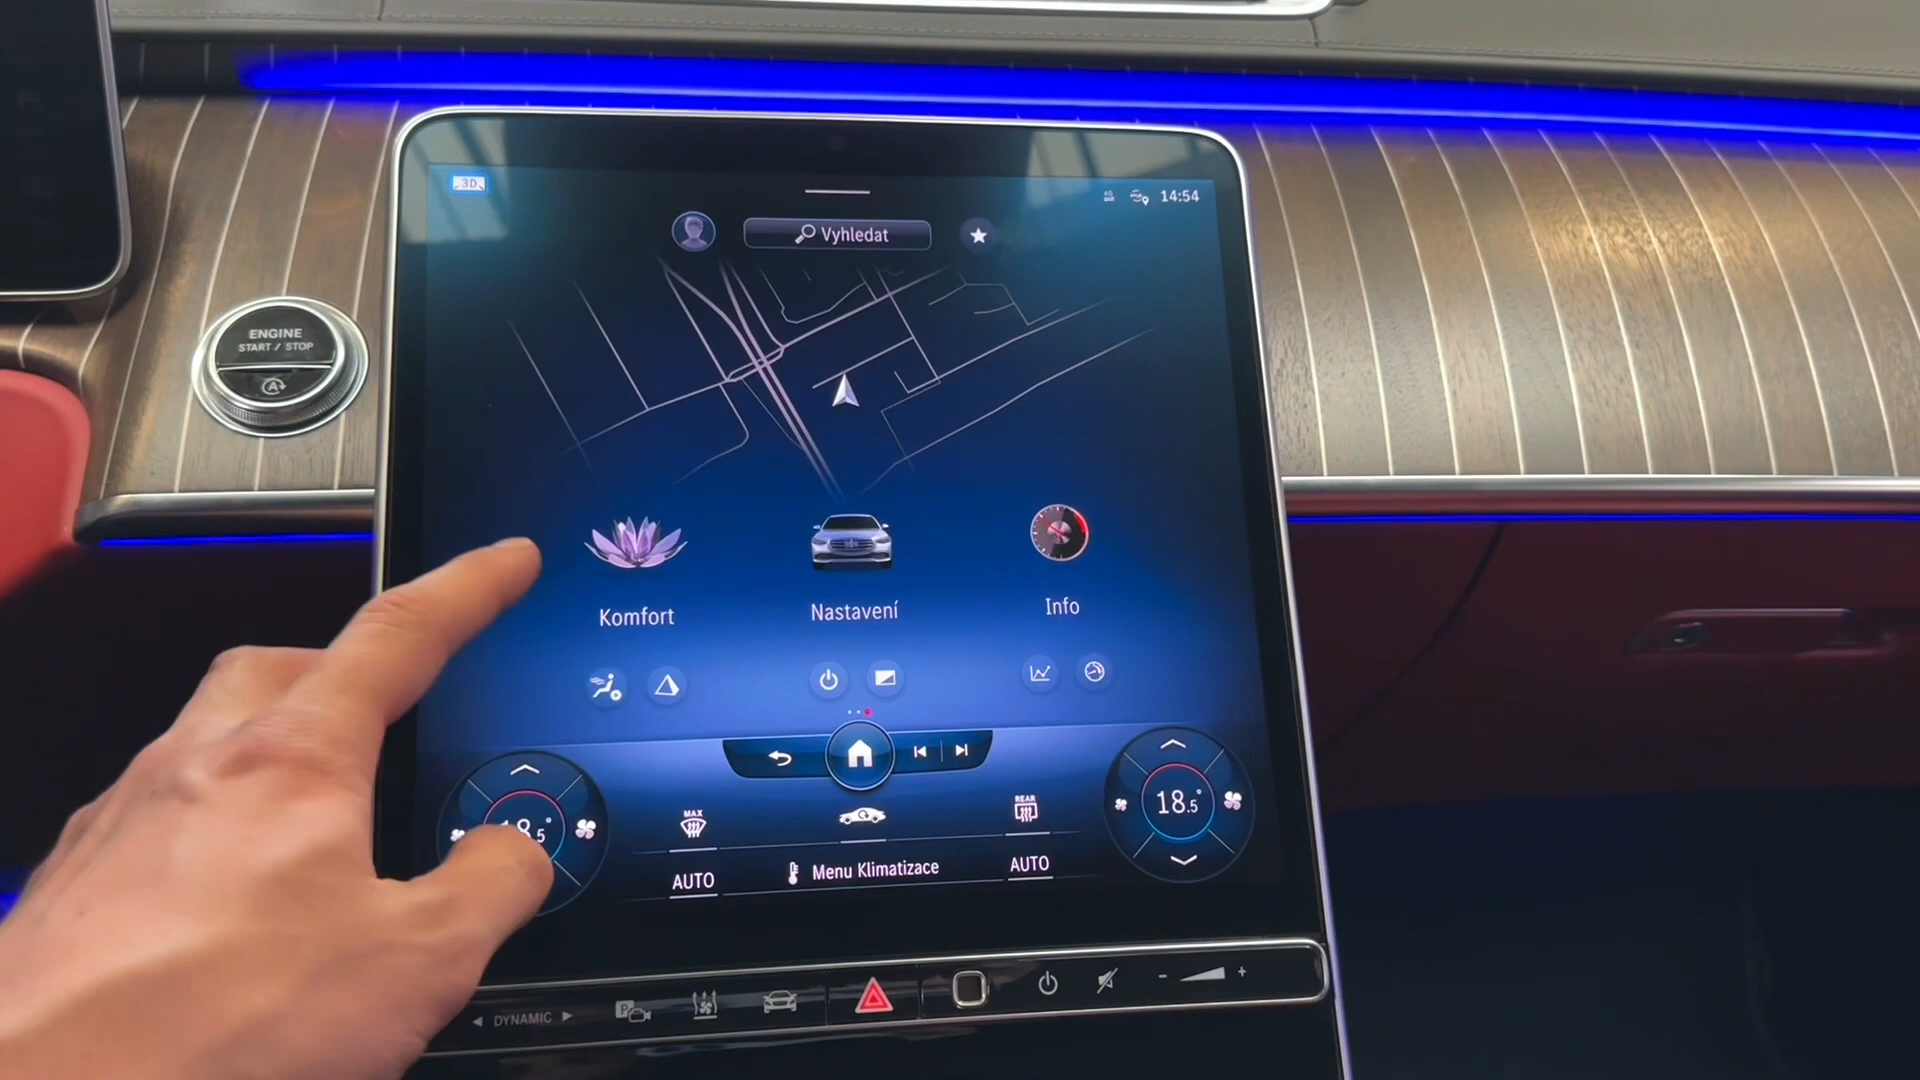 3D
14:54
Vyhledat
ENGINE
START / STOP
A
Komfort
Nastavení
Info
MAX
REAR
18.5°
AUTO
Menu Klimatizace
AUTO
DYNAMIC
P
- +